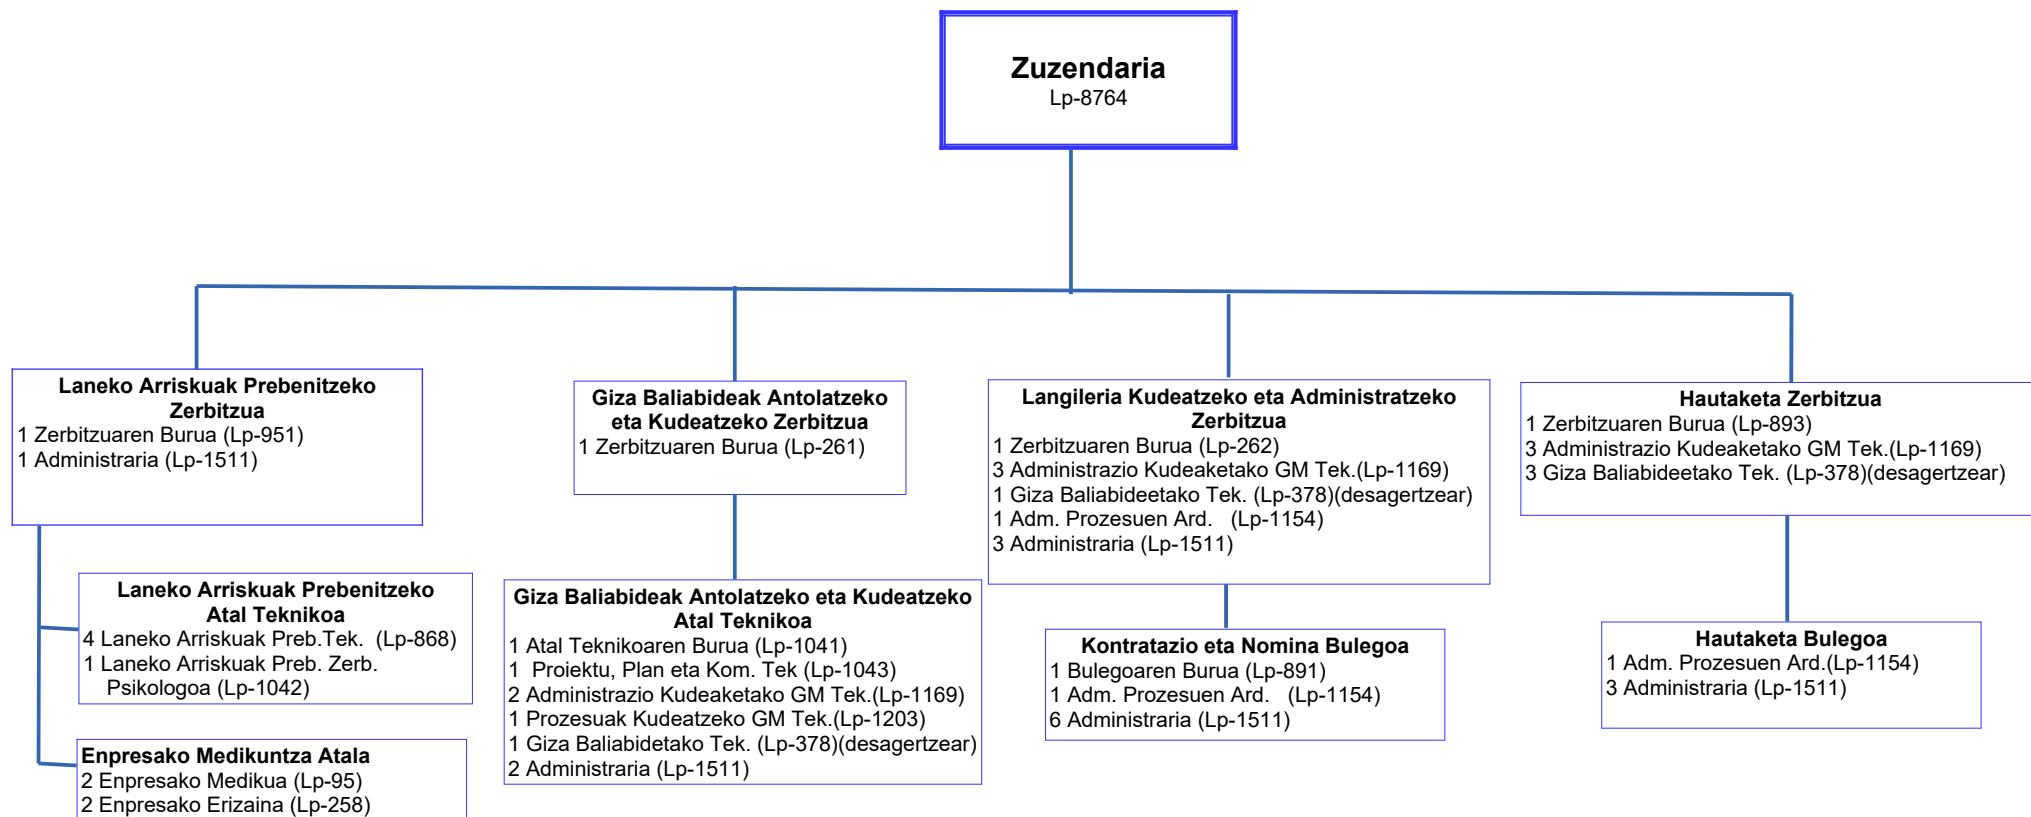 Zuzendaria
Lp-8764
Laneko Arriskuak Prebenitzeko
Zerbitzua
1 Zerbitzuaren Burua (Lp-951)
1 Administraria (Lp-1511)
Laneko Arriskuak Prebenitzeko
Atal Teknikoa
4 Laneko Arriskuak Preb.Tek.  (Lp-868)
1 Laneko Arriskuak Preb. Zerb.
Psikologoa (Lp-1042)
Enpresako Medikuntza Atala
2 Enpresako Medikua (Lp-95)
2 Enpresako Erizaina (Lp-258)
Giza Baliabideak Antolatzeko
eta Kudeatzeko Zerbitzua
1 Zerbitzuaren Burua (Lp-261)
Giza Baliabideak Antolatzeko eta Kudeatzeko
Atal Teknikoa
1 Atal Teknikoaren Burua (Lp-1041)
1  Proiektu, Plan eta Kom. Tek (Lp-1043)
2 Administrazio Kudeaketako GM Tek.(Lp-1169)
1 Prozesuak Kudeatzeko GM Tek.(Lp-1203)
1 Giza Baliabidetako Tek. (Lp-378)(desagertzear)
2 Administraria (Lp-1511)
Langileria Kudeatzeko eta Administratzeko
Zerbitzua
1 Zerbitzuaren Burua (Lp-262)
3 Administrazio Kudeaketako GM Tek.(Lp-1169)
1 Giza Baliabideetako Tek. (Lp-378)(desagertzear)
1 Adm. Prozesuen Ard.   (Lp-1154)
3 Administraria (Lp-1511)
Kontratazio eta Nomina Bulegoa
1 Bulegoaren Burua (Lp-891)
1 Adm. Prozesuen Ard.   (Lp-1154)
6 Administraria (Lp-1511)
Hautaketa Zerbitzua
1 Zerbitzuaren Burua (Lp-893)
3 Administrazio Kudeaketako GM Tek.(Lp-1169)
3 Giza Baliabideetako Tek. (Lp-378)(desagertzear)
Hautaketa Bulegoa
1 Adm. Prozesuen Ard.(Lp-1154)
3 Administraria (Lp-1511)